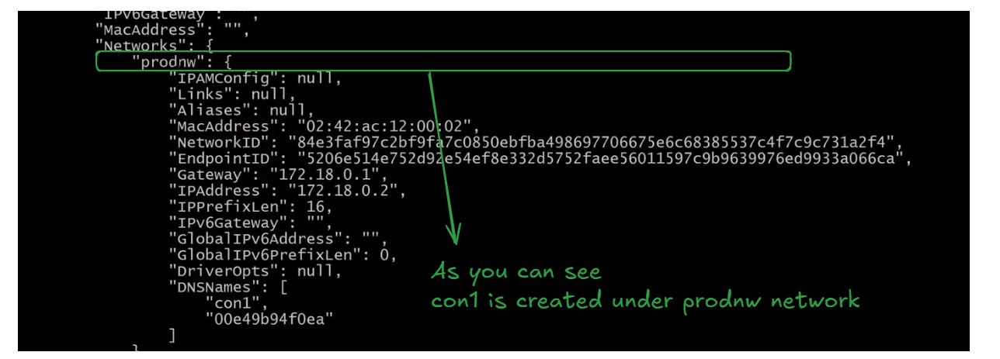 "IPv6Gateway": "",
"MacAddress": "",
"Networks": {
"prodnw": {
"IPAMConfig": null,
"Links": null,
"Aliases": null,
"MacAddress": "02:42:ac:12:00:02",
"NetworkID": "84e3faf97c2bf9fa7c0850ebfba498697706675e6c68385537c4f7c9c731a2f4",
"EndpointID": "5206e514e752d92e54ef8e332d5752faee56011597c9b9639976ed9933a066ca",
"Gateway": "172.18.0.1",
"IPAddress": "172.18.0.2",
"IPPrefixLen": 16,
"IPv6Gateway": "",
"GlobalIPv6Address": "",
"GlobalIPv6PrefixLen": 0,
"DriverOpts": null,
"DNSNames": [
"con1",
"00e49b94f0ea"
]
}
As you can see
con1 is created under prodnw network